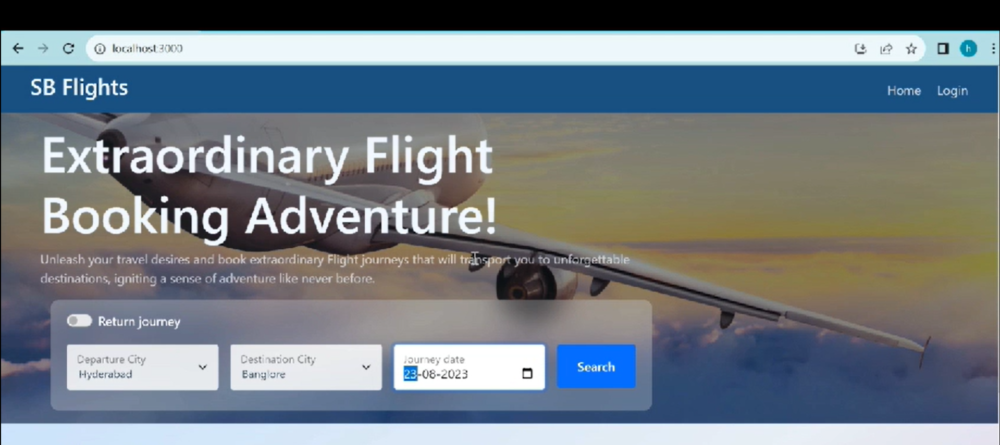 localhost:3000
h
SB Flights
Home Login
Extraordinary Flight
Booking Adventure!
Unleash your travel desires and book extraordinary Flight journeys that will transport you to unforgettable
destinations, igniting a sense of adventure like never before.
Return journey
Departure City
Hyderabad
Destination City
Banglore
Journey date
23-08-2023
Search